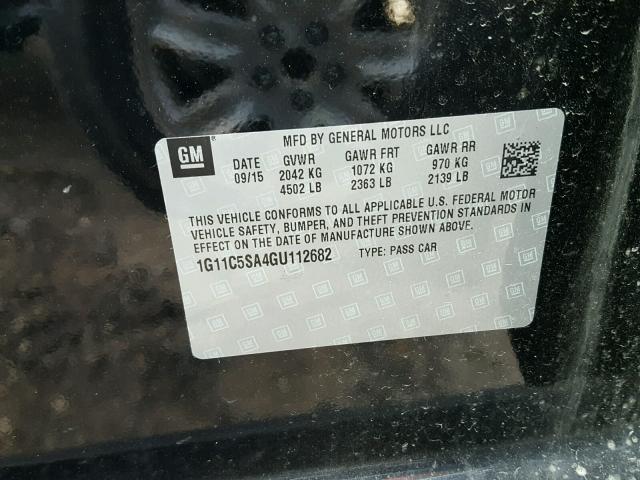 GM
MFD BY GENERAL MOTORS LLC
DATE GVWR GAWR FRT GAWR RR
09/15 2042 KG 1072 KG 970 KG
4502 LB 2363 LB 2139 LB
THIS VEHICLE CONFORMS TO ALL APPLICABLE U.S. FEDERAL MOTOR
VEHICLE SAFETY, BUMPER, AND THEFT PREVENTION STANDARDS IN
EFFECT ON THE DATE OF MANUFACTURE SHOWN ABOVE.
1G11C5SA4GU112682 TYPE: PASS CAR